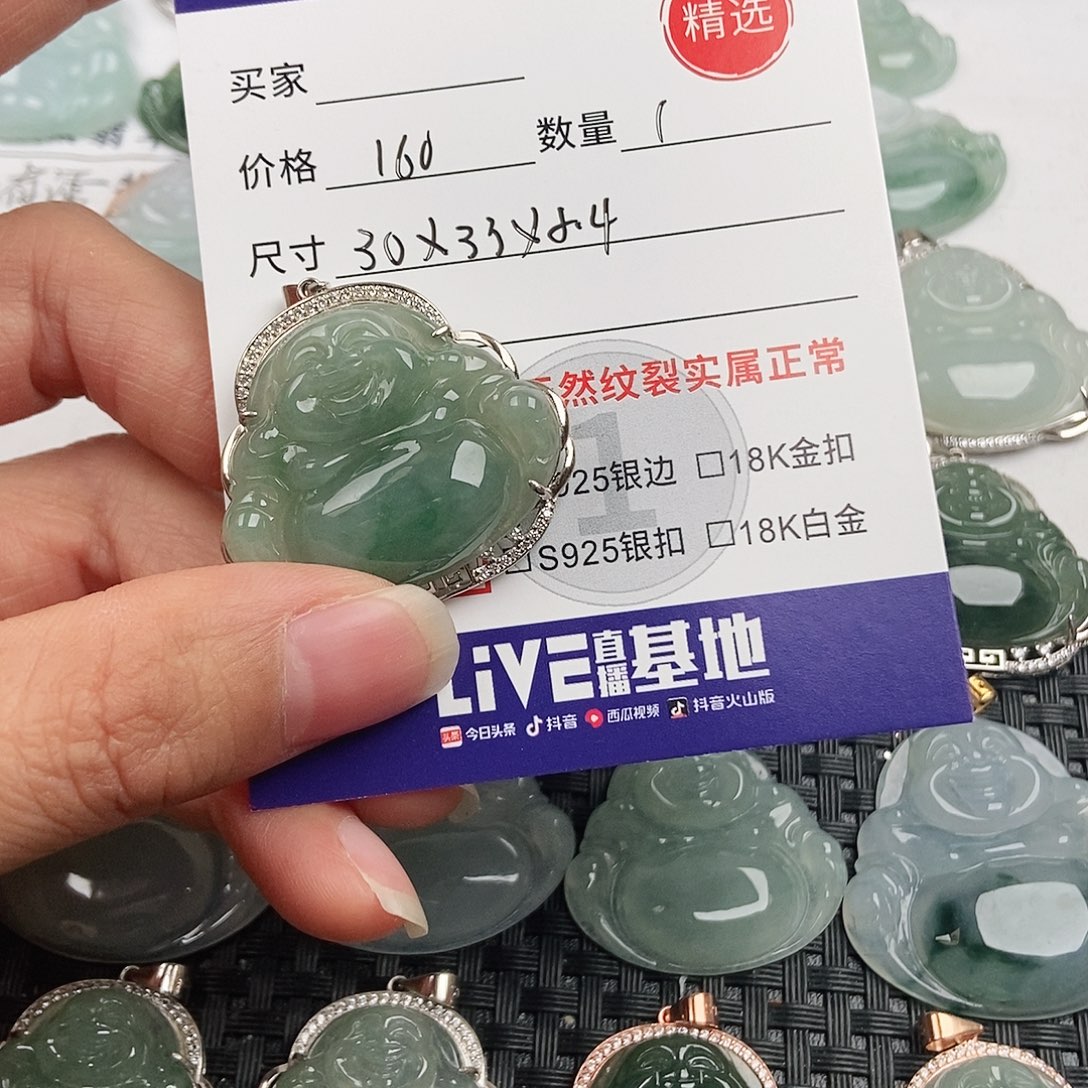 精选
买家
价格 160 数量 1
尺寸 30X33X8.4
然纹裂实属正常
925银边 □18K金扣
□S925银扣 □18K白金
1
LiVE直播基地
头条 今日头条 抖音 西瓜视频 抖音火山版